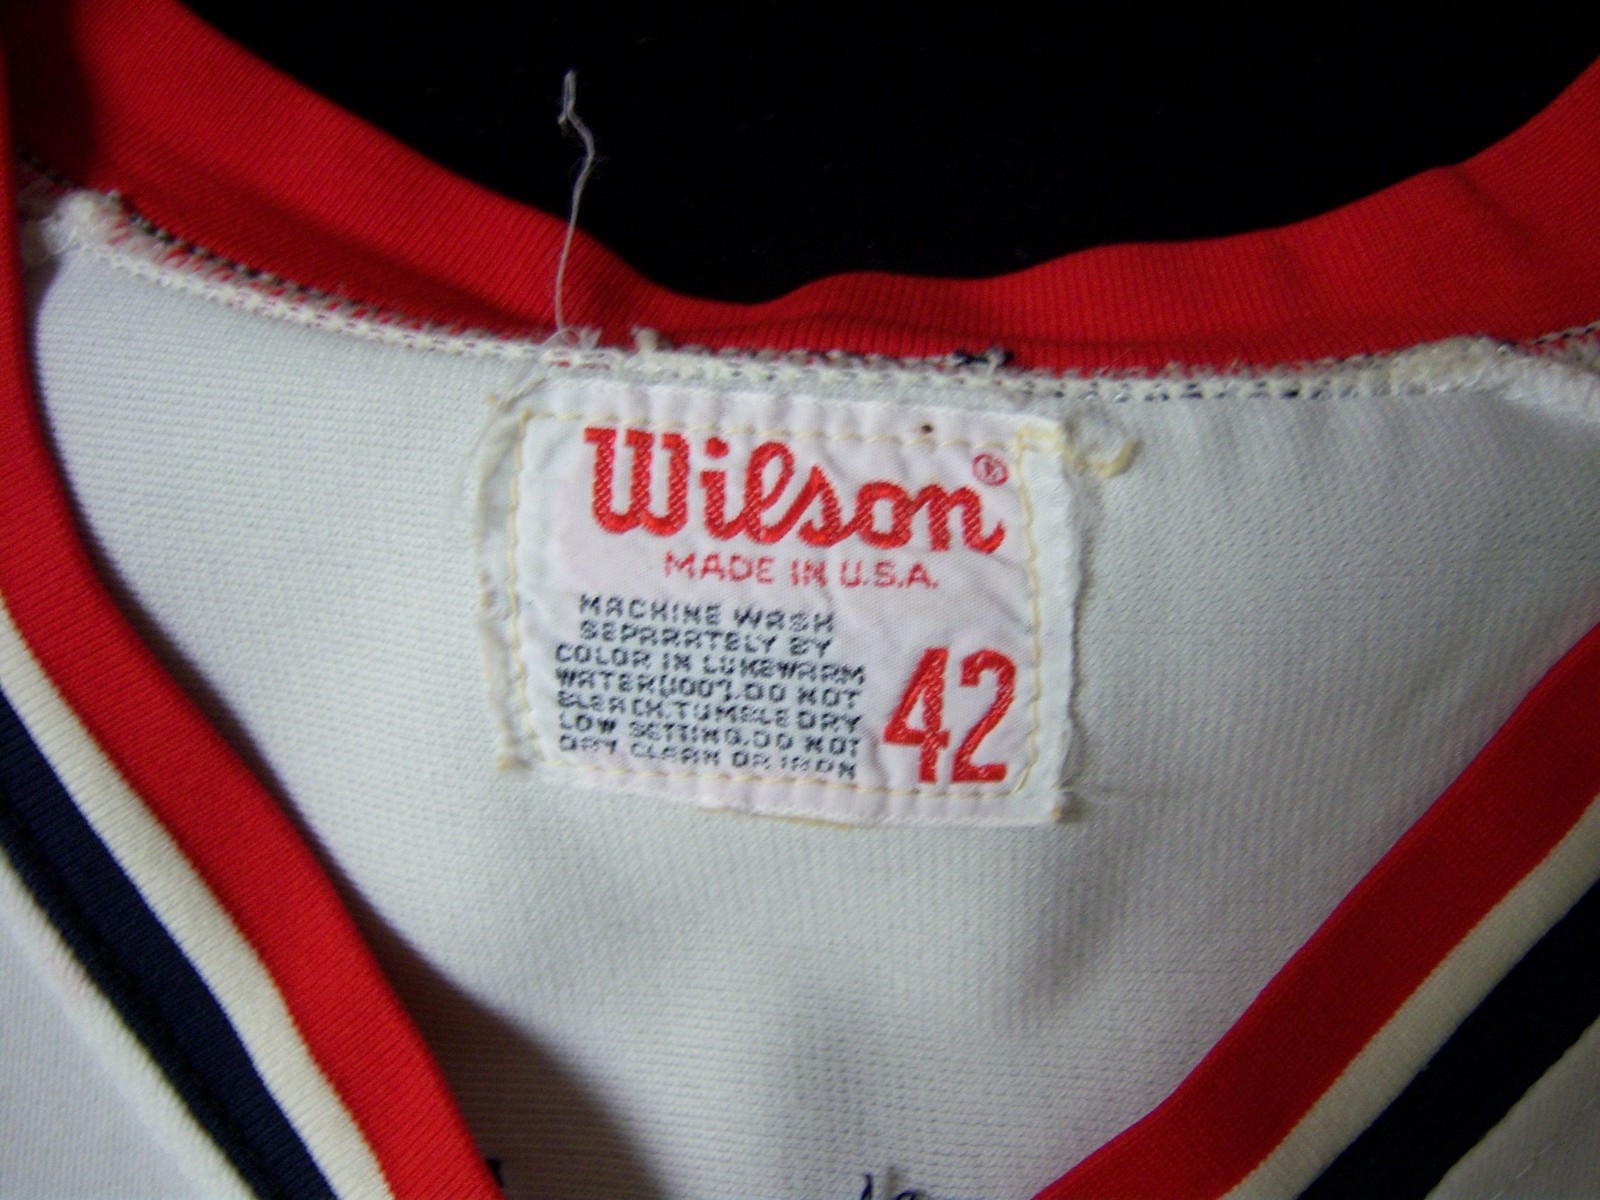 Wilson®
MADE IN U.S.A.
MACHINE WASH
SEPARATELY BY
COLOR IN LUKEWARM
WATER(100°).DO NOT
BLEACH.TUMBLE DRY
LOW SETTING.DO NOT
DRY CLEAN OR IRON
42